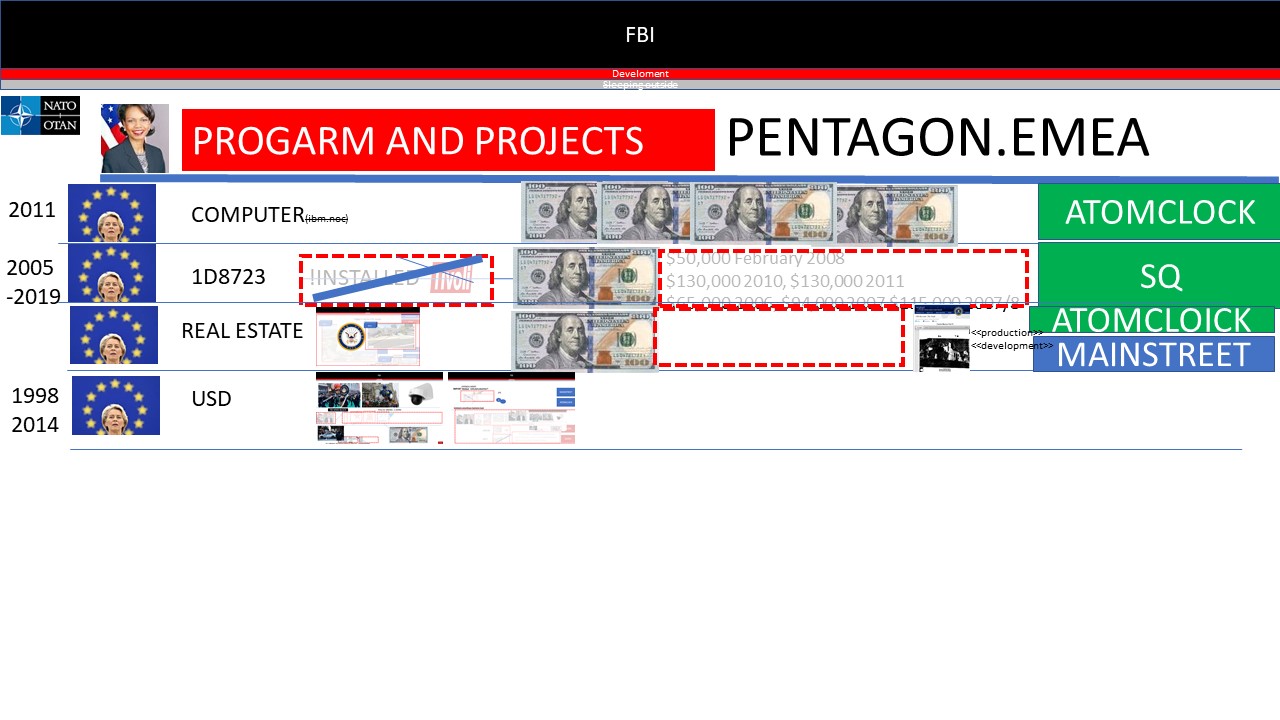 FBI
Develoment
Sleeping outside
NATO
OTAN
PROGARM AND PROJECTS
PENTAGON.EMEA
2011
COMPUTER(ibm.noc)
ATOMCLOCK
2005
-2019
1D8723
!INSTALLED
Tivoli
$50,000 February 2008
$130,000 2010, $130,000 2011
$65,000 2006, $94,000 2007 $115,000 2007/8
SQ
REAL ESTATE
<<production>>
<<development>>
ATOMCLOICK
MAINSTREET
1998
2014
USD